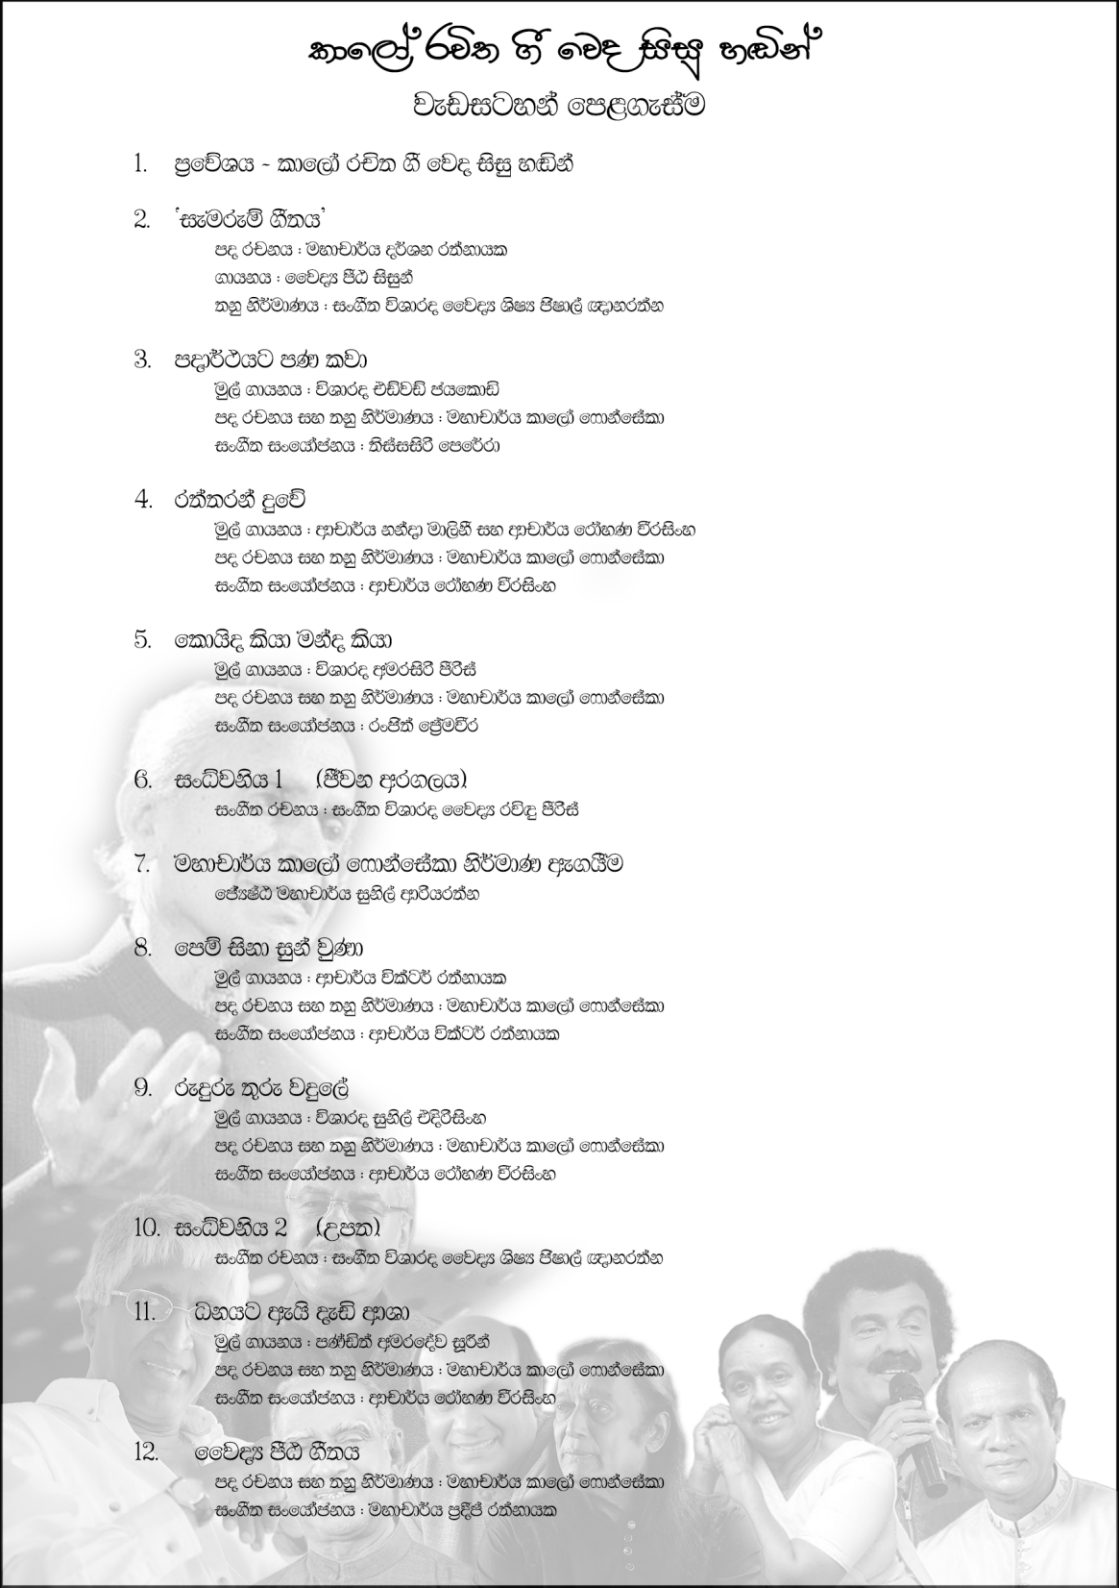 කාලෝ රචිත ගී වෙද සිසු හඬින්
වැඩසටහන් පෙළගැස්ම
1. ප්‍රවේශය ~ කාලෝ රචිත ගී වෙද සිසු හඬින්
2. 'සැමරුම් ගීතය'
පද රචනය : මහාචාර්ය දර්ශන රත්නායක
ගායනය : වෛද්‍ය පීඨ සිසුන්
තනු නිර්මාණය : සංගීත විශාරද වෛද්‍ය ශිෂ්‍ය පිෂාල් ඥානරත්න
3. පදාර්ථයට පණ කවා
මුල් ගායනය : විශාරද එඩ්වඩ් ජයකොඩි
පද රචනය සහ තනු නිර්මාණය : මහාචාර්ය කාලෝ ෆොන්සේකා
සංගීත සංයෝජනය : තිස්සසිරි පෙරේරා
4. රත්තරන් දුවේ
මුල් ගායනය : ආචාර්ය නන්දා මාලිනී සහ ආචාර්ය රෝහණ වීරසිංහ
පද රචනය සහ තනු නිර්මාණය : මහාචාර්ය කාලෝ ෆොන්සේකා
සංගීත සංයෝජනය : ආචාර්ය රෝහණ වීරසිංහ
5. කොයිද කියා මන්ද කියා
මුල් ගායනය : විශාරද අමරසිරි පීරිස්
පද රචනය සහ තනු නිර්මාණය : මහාචාර්ය කාලෝ ෆොන්සේකා
සංගීත සංයෝජනය : රංජිත් ප්‍රේමවීර
6. සංධ්වනිය 1 (ජීවන අරගලය)
සංගීත රචනය : සංගීත විශාරද වෛද්‍ය රවිඳු පීරිස්
7. මහාචාර්ය කාලෝ ෆොන්සේකා නිර්මාණ ඇගයීම
ජ්‍යෙෂ්ඨ මහාචාර්ය සුනිල් ආරියරත්න
8. පෙම් සිනා සුන් වුණා
මුල් ගායනය : ආචාර්ය වික්ටර් රත්නායක
පද රචනය සහ තනු නිර්මාණය : මහාචාර්ය කාලෝ ෆොන්සේකා
සංගීත සංයෝජනය : ආචාර්ය වික්ටර් රත්නායක
9. රුදුරු තුරු වදුලේ
මුල් ගායනය : විශාරද සුනිල් එදිරිසිංහ
පද රචනය සහ තනු නිර්මාණය : මහාචාර්ය කාලෝ ෆොන්සේකා
සංගීත සංයෝජනය : ආචාර්ය රෝහණ වීරසිංහ
10. සංධ්වනිය 2 (උපත)
සංගීත රචනය : සංගීත විශාරද වෛද්‍ය ශිෂ්‍ය පිෂාල් ඥානරත්න
11. ධනයට ඇයි දැඩි ආශා
මුල් ගායනය : පණ්ඩිත් අමරදේව සූරීන්
පද රචනය සහ තනු නිර්මාණය : මහාචාර්ය කාලෝ ෆොන්සේකා
සංගීත සංයෝජනය : ආචාර්ය රෝහණ වීරසිංහ
12. වෛද්‍ය පීඨ ගීතය
පද රචනය සහ තනු නිර්මාණය : මහාචාර්ය කාලෝ ෆොන්සේකා
සංගීත සංයෝජනය : මහාචාර්ය ප්‍රදීප් රත්නායක